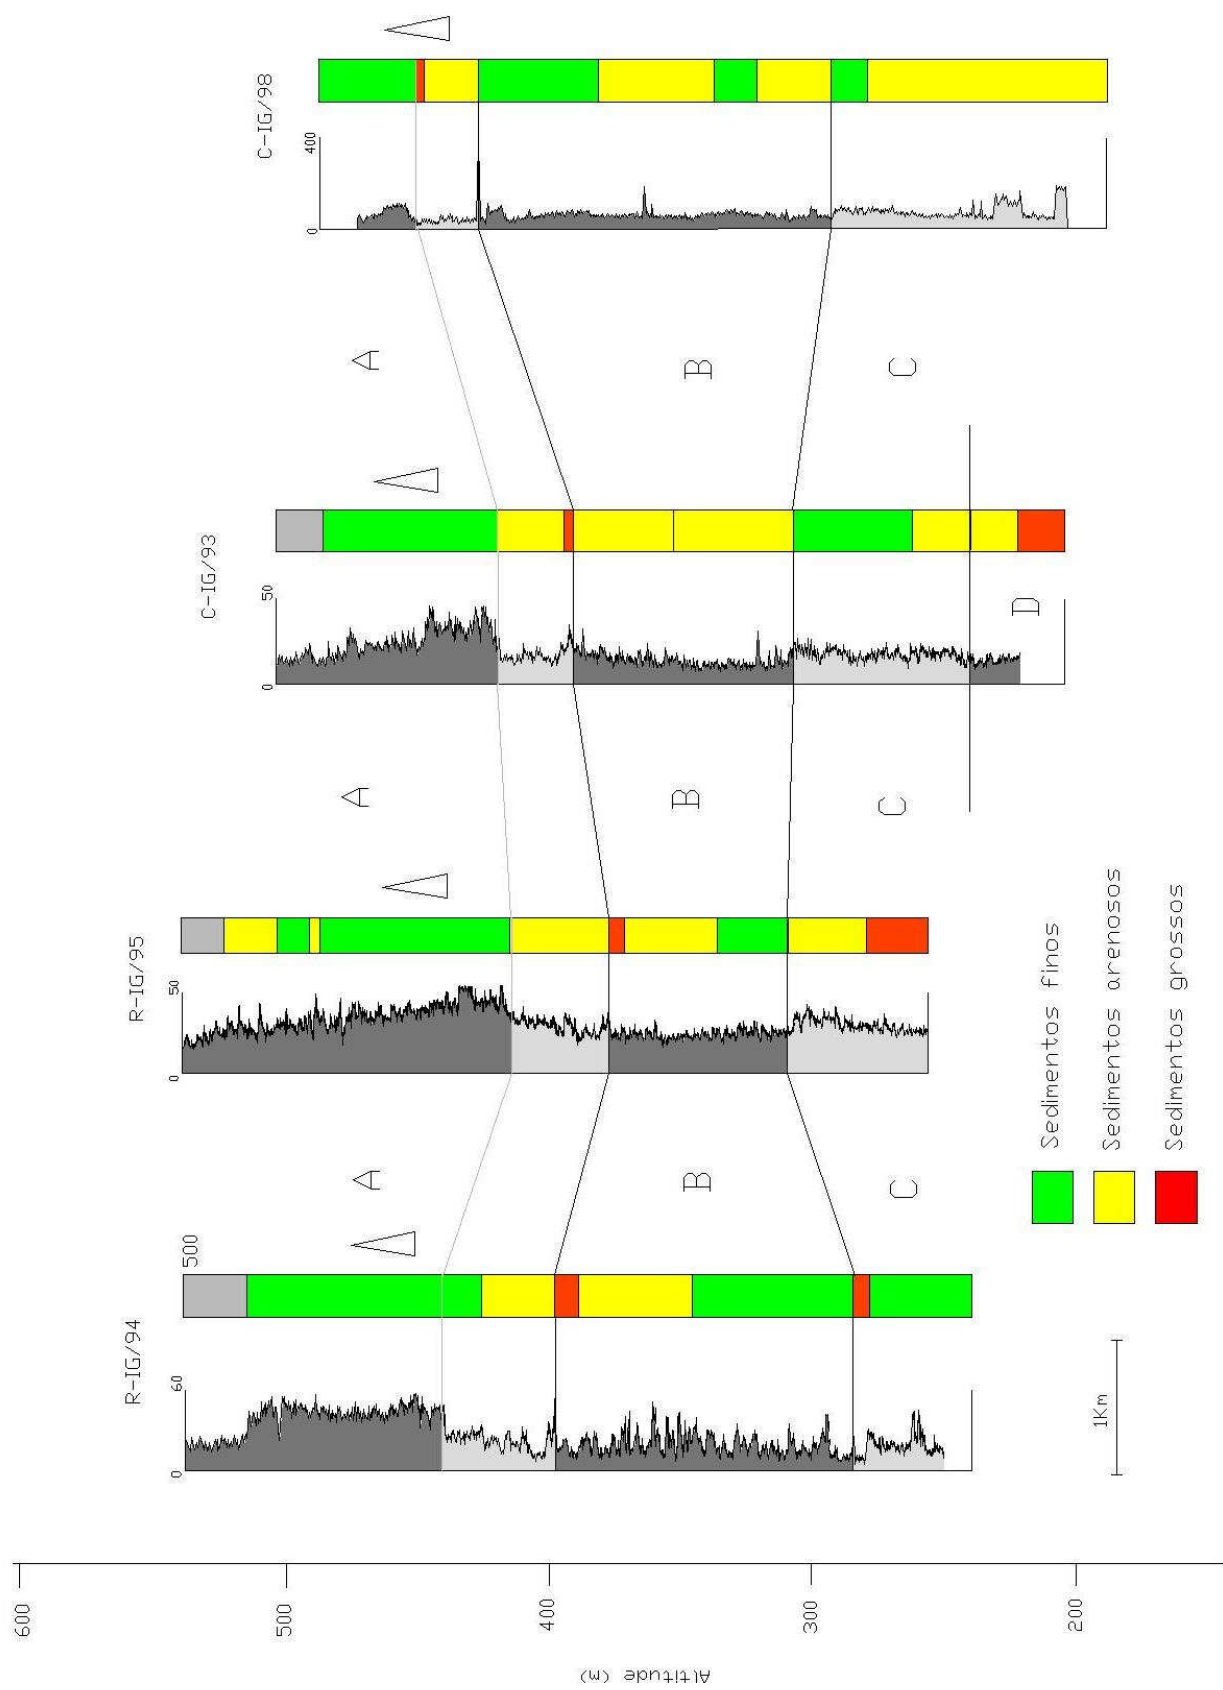 R-IG/94
R-IG/95
C-IG/93
C-IG/98
60
0
500
50
0
50
0
400
0
A
A
A
B
B
B
C
C
C
D
600
500
400
300
200
Altitude (m)
1Km
Sedimentos finos
Sedimentos arenosos
Sedimentos grossos